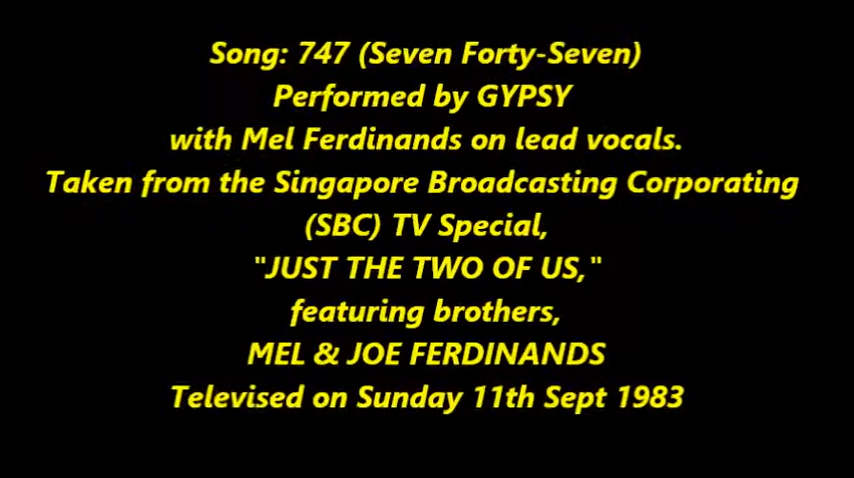 Song: 747 (Seven Forty-Seven)
Performed by GYPSY
with Mel Ferdinands on lead vocals.
Taken from the Singapore Broadcasting Corporating
(SBC) TV Special,
"JUST THE TWO OF US,"
featuring brothers,
MEL & JOE FERDINANDS
Televised on Sunday 11th Sept 1983